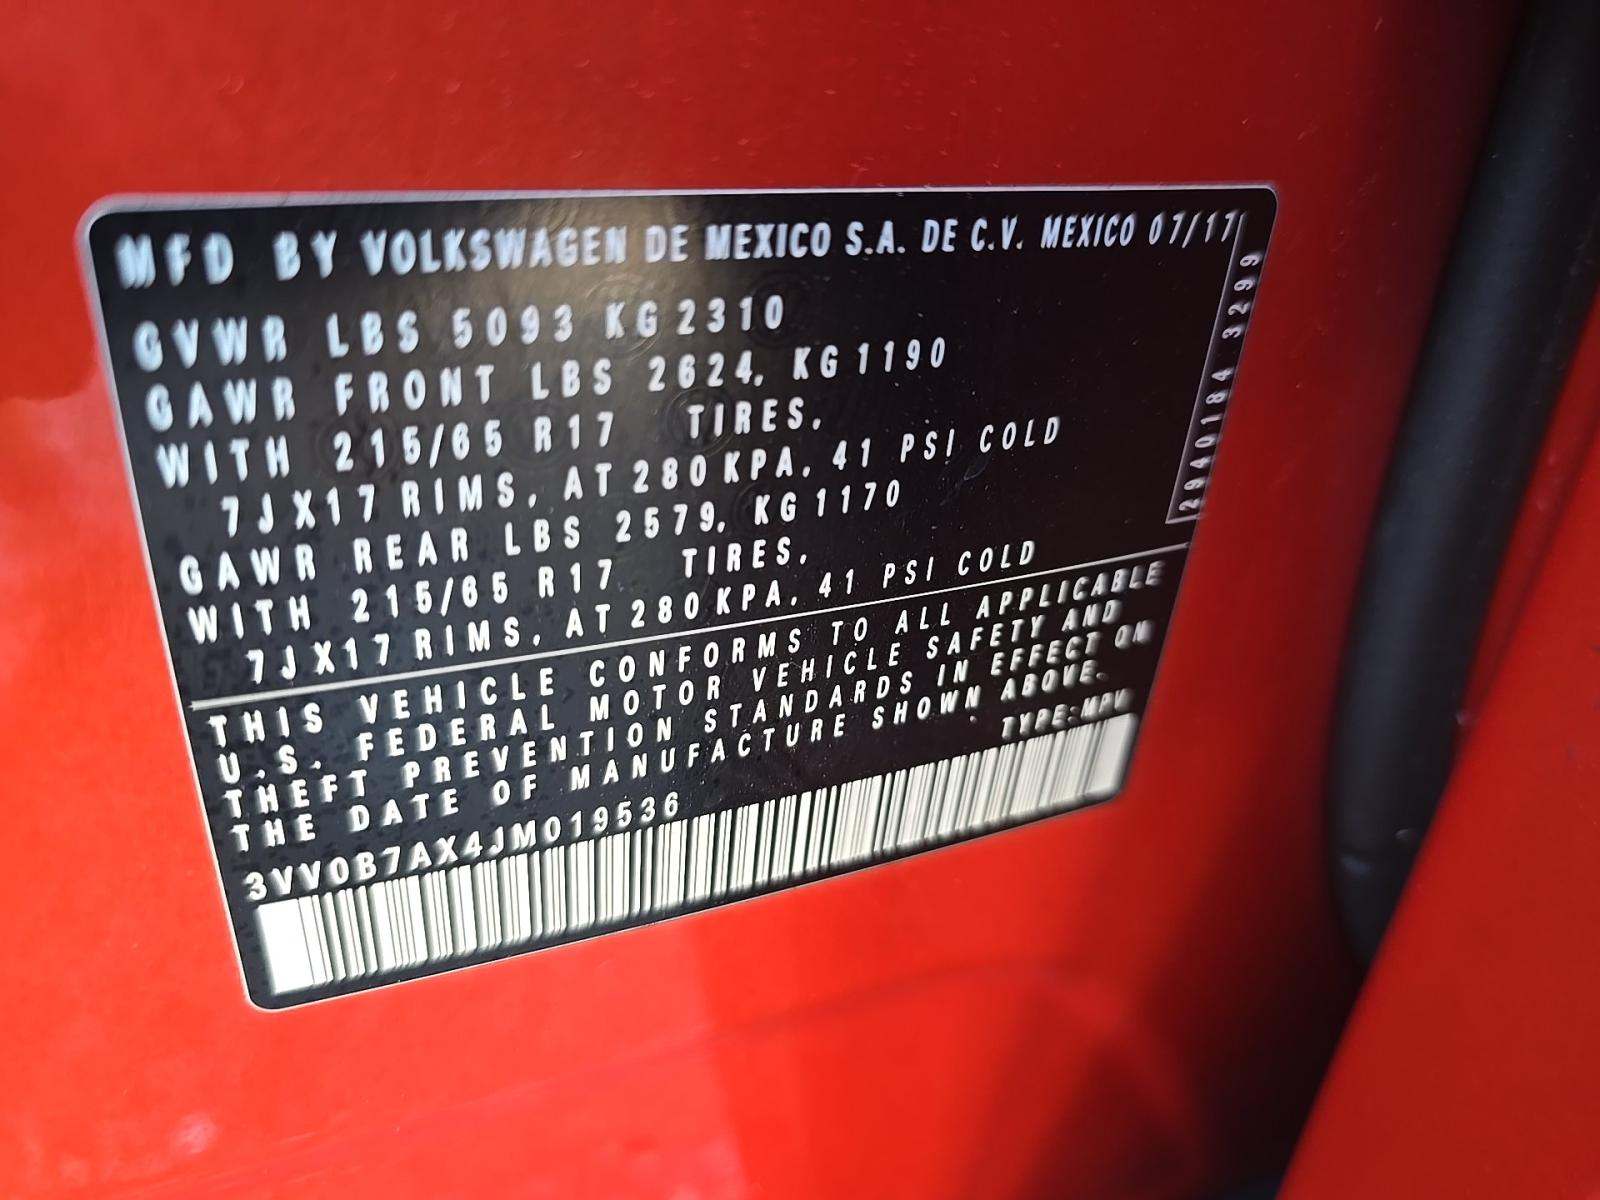 MFD BY VOLKSWAGEN DE MEXICO S.A. DE C.V. MEXICO 07/17
GVWR LBS 5093 KG 2310
GAWR FRONT LBS 2624, KG 1190
WITH 215/65 R17 TIRES,
7JX17 RIMS, AT 280 KPA, 41 PSI COLD
GAWR REAR LBS 2579, KG 1170
WITH 215/65 R17 TIRES,
7JX17 RIMS, AT 280 KPA, 41 PSI COLD
THIS VEHICLE CONFORMS TO ALL APPLICABLE
U.S. FEDERAL MOTOR VEHICLE SAFETY AND
THEFT PREVENTION STANDARDS IN EFFECT ON
THE DATE OF MANUFACTURE SHOWN ABOVE.
TYPE: MPV
3VV0B7AX4JM019536
2940184 3299